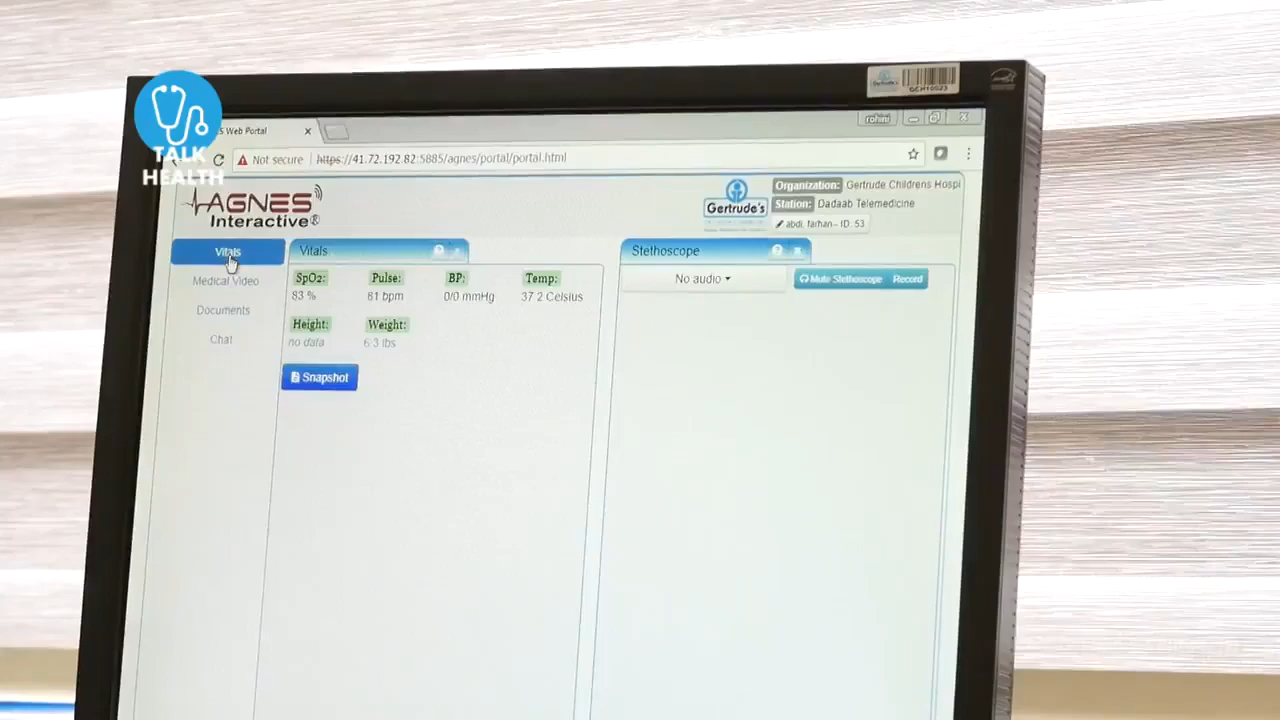 TALK
HEALTH
Gertrude's
GCH10023
S Web Portal
rohini
Not secure
https://41.72.192.82:5885/agnes/portal/portal.html
AGNES
Interactive®
Gertrude's
Organization: Gertrude Childrens Hospi
Station: Dadaab Telemedicine
abdi, farhan-- ID: 53
Vitals
Medical Video
Documents
Chat
Vitals
SpO2: Pulse: BP: Temp:
83 % 81 bpm 0/0 mmHg 37.2 Celsius
Height: Weight:
no data 6.3 lbs
Snapshot
Stethoscope
No audio
Mute Stethoscope Record